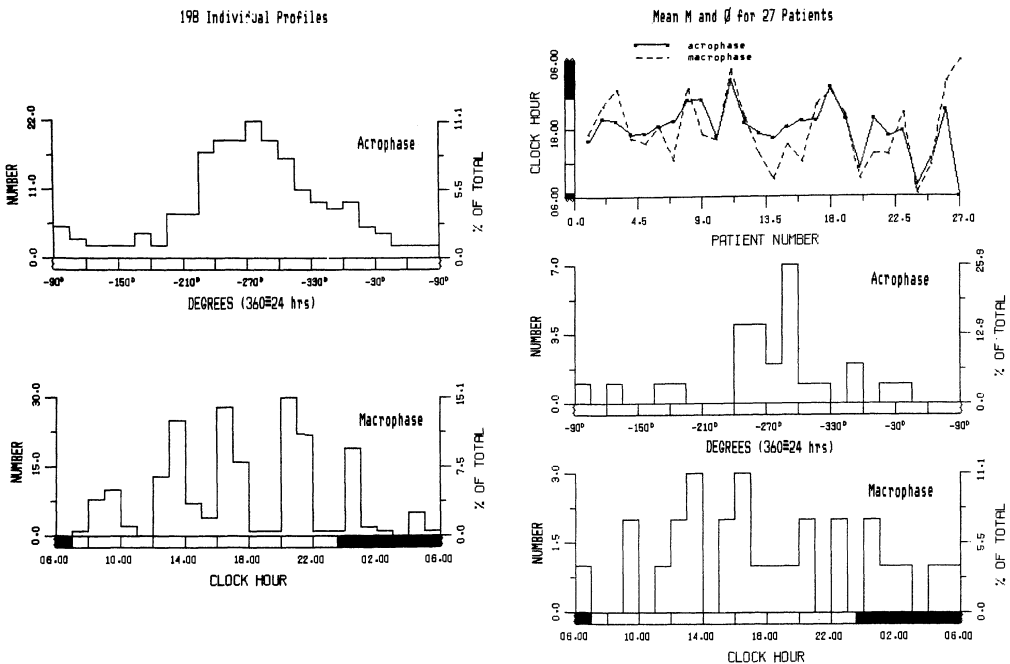 198 Individual Profiles
22.0
11.0
0.0
NUMBER
Acrophase
11.1
5.5
0.0
% OF TOTAL
-90°
-150°
-210°
-270°
-330°
-30°
-90°
DEGREES (360≡24 hrs)
30.0
15.0
0.0
NUMBER
Macrophase
15.1
7.5
0.0
% OF TOTAL
06.00
10.00
14.00
18.00
22.00
02.00
06.00
CLOCK HOUR
Mean M and Ø for 27 Patients
acrophase
macrophase
06.00
18.00
06.00
CLOCK HOUR
0.0
4.5
9.0
13.5
18.0
22.5
27.0
PATIENT NUMBER
7.0
3.5
0.0
NUMBER
Acrophase
25.9
12.9
0.0
% OF TOTAL
-90°
-150°
-210°
-270°
-330°
-30°
-90°
DEGREES (360≡24 hrs)
3.0
1.5
0.0
NUMBER
Macrophase
11.1
5.5
0.0
% OF TOTAL
06.00
10.00
14.00
18.00
22.00
02.00
06.00
CLOCK HOUR